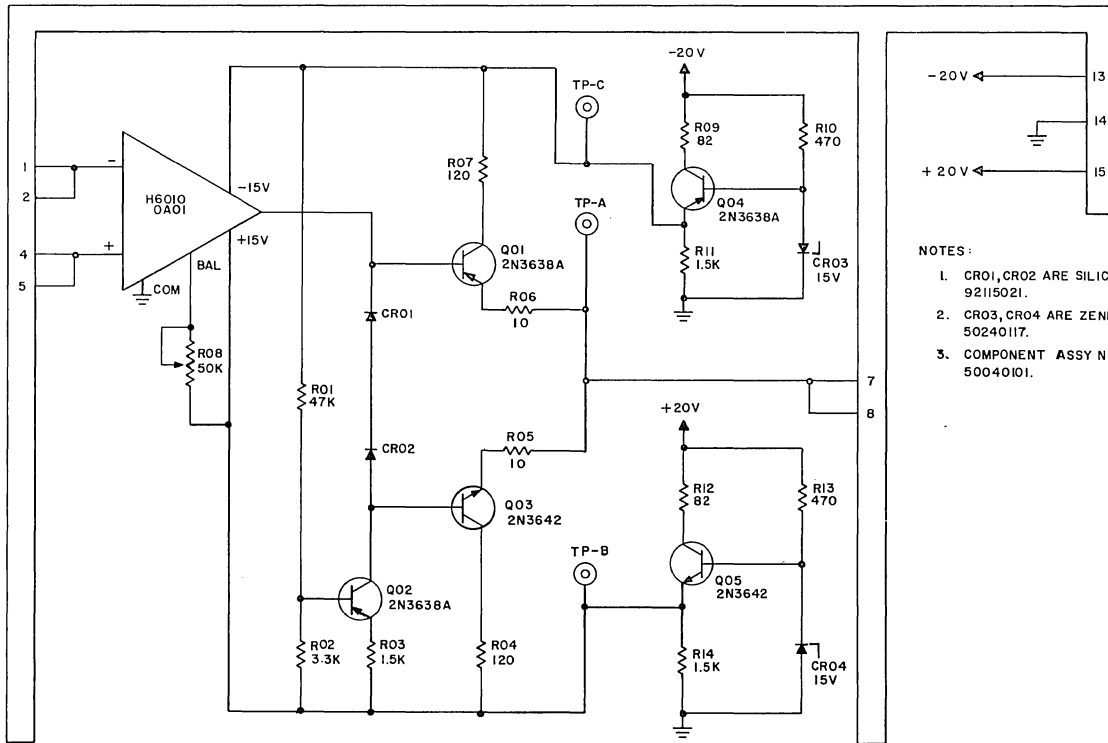 -20V
TP-C
R09
82
R10
470
R07
120
1
2
-
H6010
OA01
-15V
+15V
4
5
+
BAL
COM
Q04
2N3638A
TP-A
Q01
2N3638A
R11
1.5K
CR03
15V
R06
10
CR01
R08
50K
R01
47K
7
8
+20V
CR02
R05
10
R12
82
R13
470
Q03
2N3642
TP-B
Q05
2N3642
Q02
2N3638A
R02
3.3K
R03
1.5K
R04
120
R14
1.5K
CR04
15V
-20V
13
14
+20V
15
NOTES:
1. CR01,CR02 ARE SILIC
92115021.
2. CR03,CR04 ARE ZEN
50240117.
3. COMPONENT ASSY N
50040101.